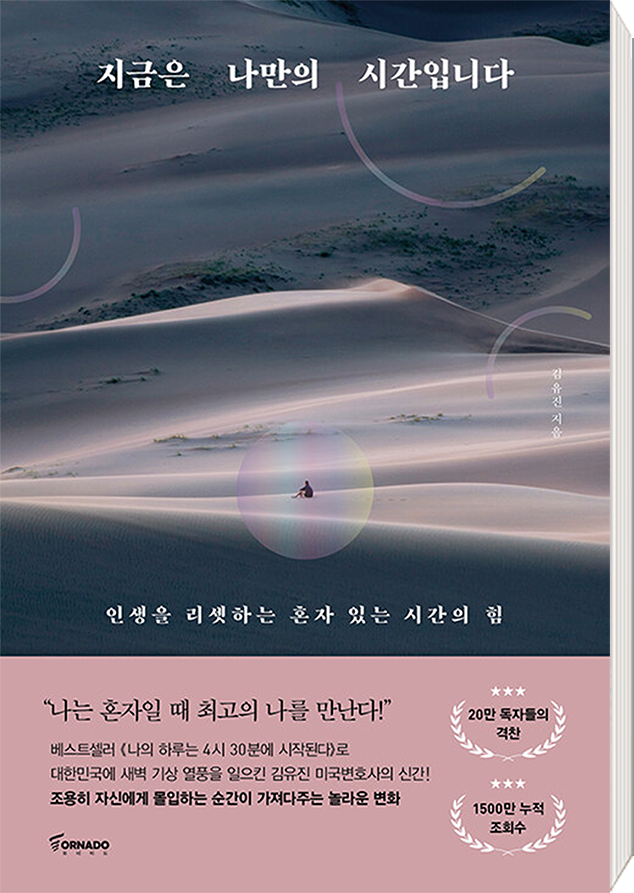 지금은 나만의 시간입니다
김유진 지음
인생을 리셋하는 혼자 있는 시간의 힘
“나는 혼자일 때 최고의 나를 만난다!”
베스트셀러 《나의 하루는 4시 30분에 시작된다》로
대한민국에 새벽 기상 열풍을 일으킨 김유진 미국변호사의 신간!
조용히 자신에게 몰입하는 순간이 가져다주는 놀라운 변화
★★★
20만 독자들의
격찬
★★★
1500만 누적
조회수
TORNADO
토네이도